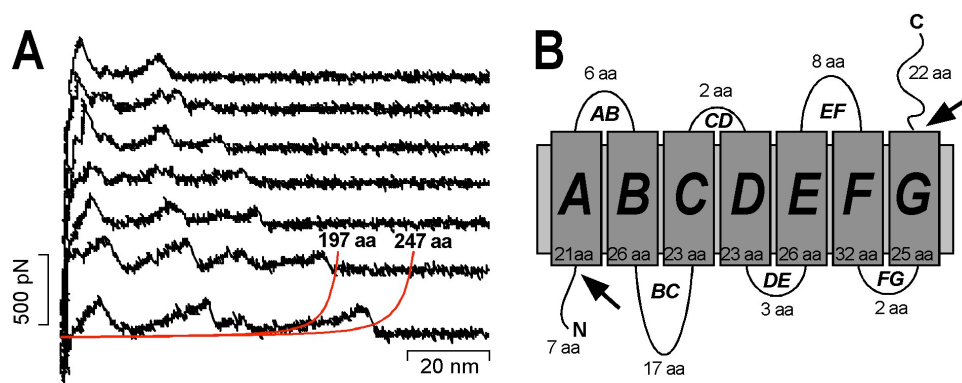 A
197 aa
247 aa
500 pN
20 nm
B
C
6 aa
8 aa
2 aa
22 aa
AB
CD
EF
A B C D E F G
21 aa 26 aa 23 aa 23 aa 26 aa 32 aa 25 aa
BC
DE
FG
N
7 aa
3 aa
2 aa
17 aa